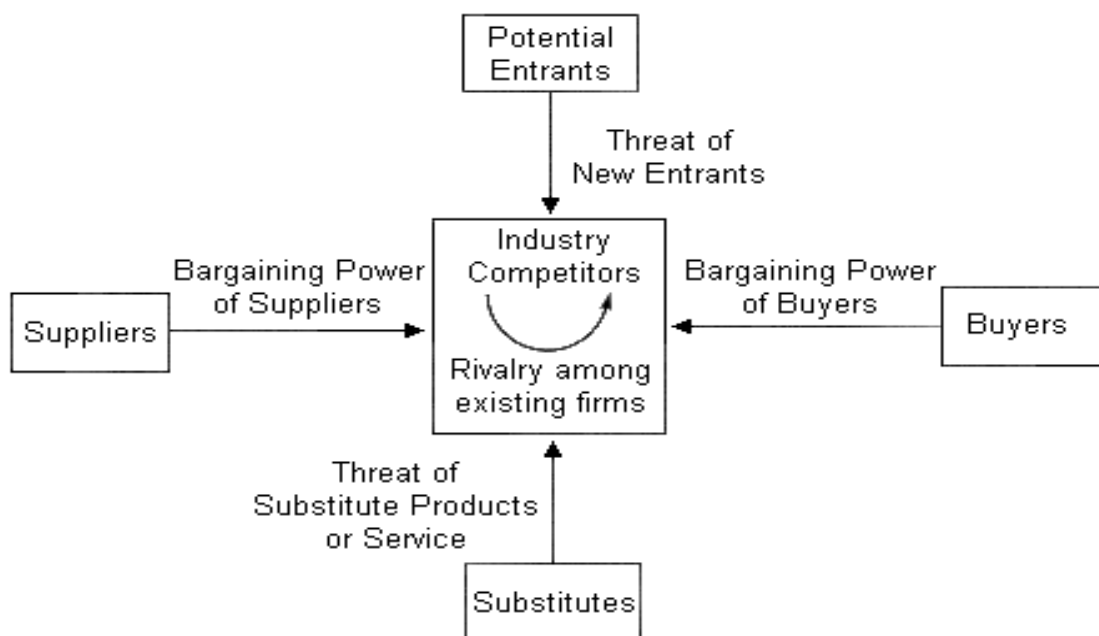 Potential
Entrants
Threat of
New Entrants
Industry
Competitors
Bargaining Power
of Suppliers
Bargaining Power
of Buyers
Suppliers
Buyers
Rivalry among
existing firms
Threat of
Substitute Products
or Service
Substitutes